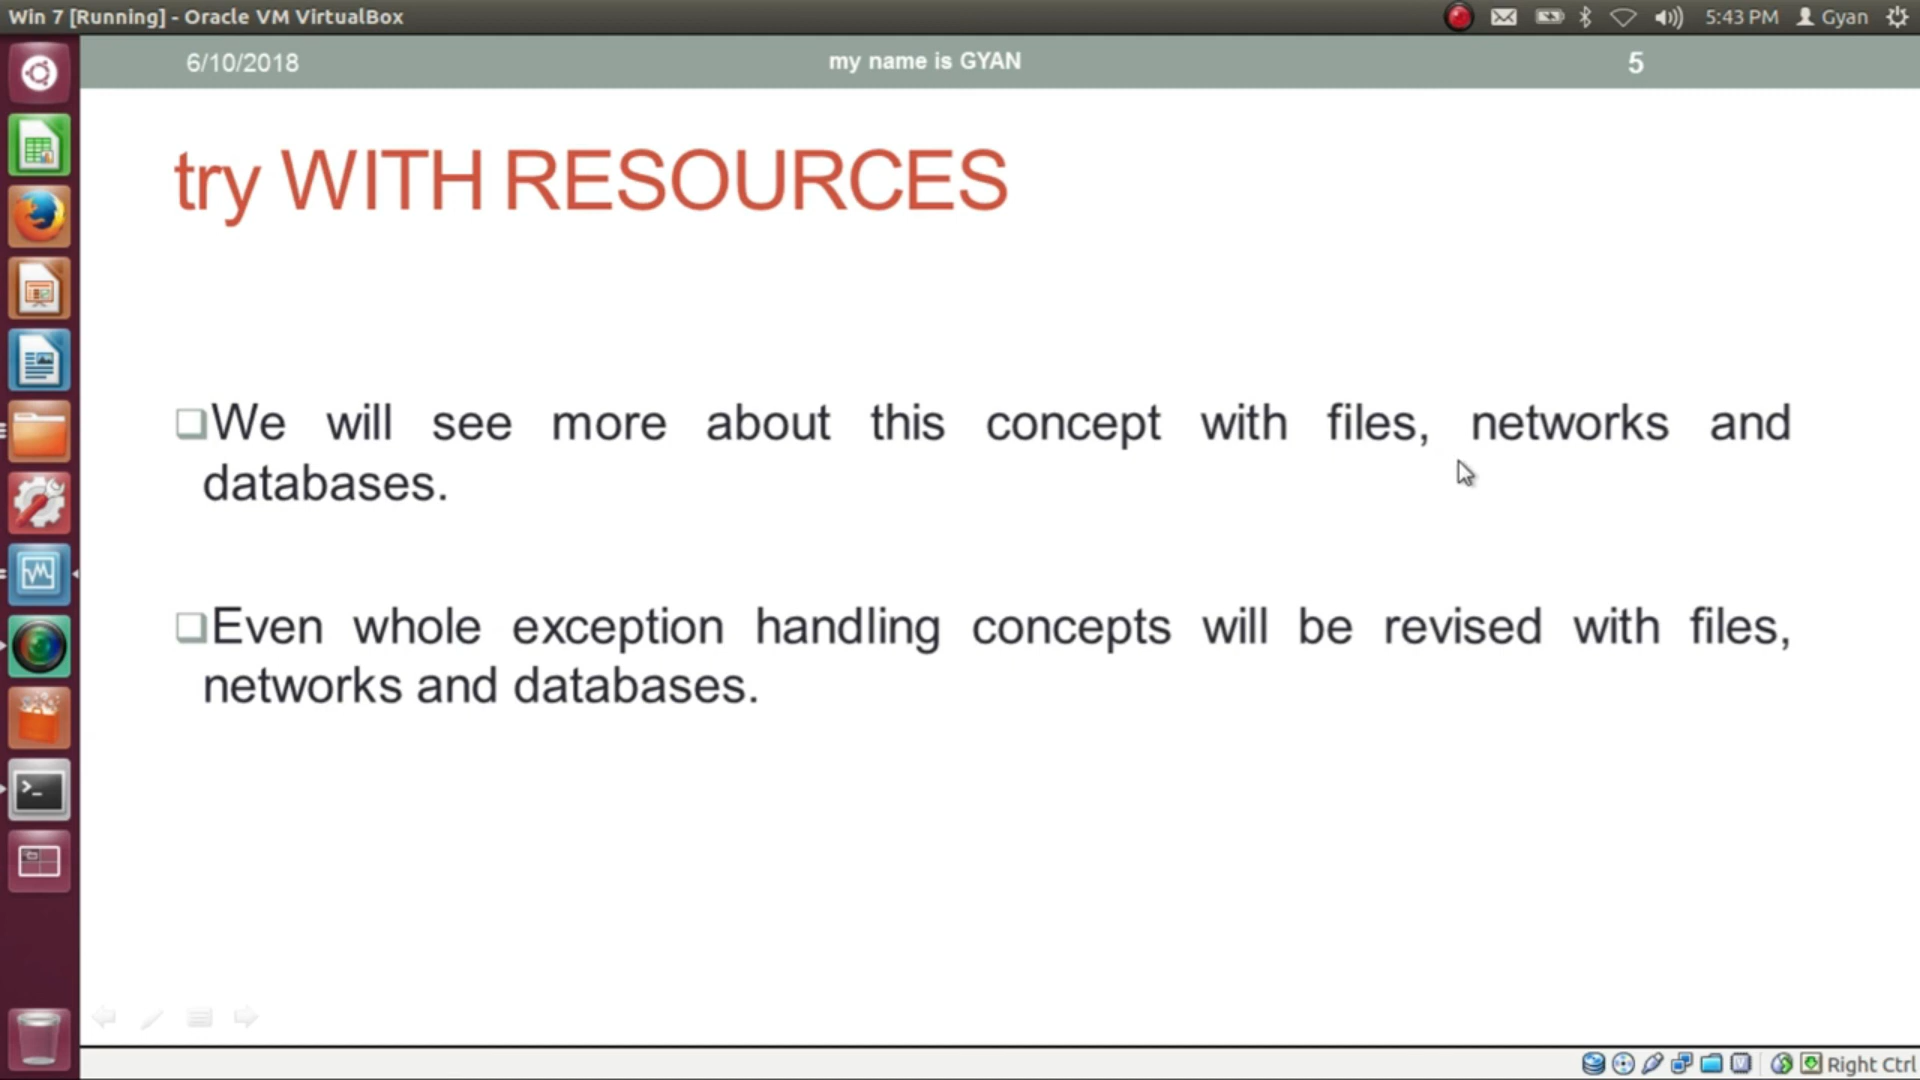 Win 7 [Running] - Oracle VM VirtualBox
5:43 PM Gyan
6/10/2018 my name is GYAN 5
try WITH RESOURCES
We will see more about this concept with files, networks and
databases.
Even whole exception handling concepts will be revised with files,
networks and databases.
Right Ctrl